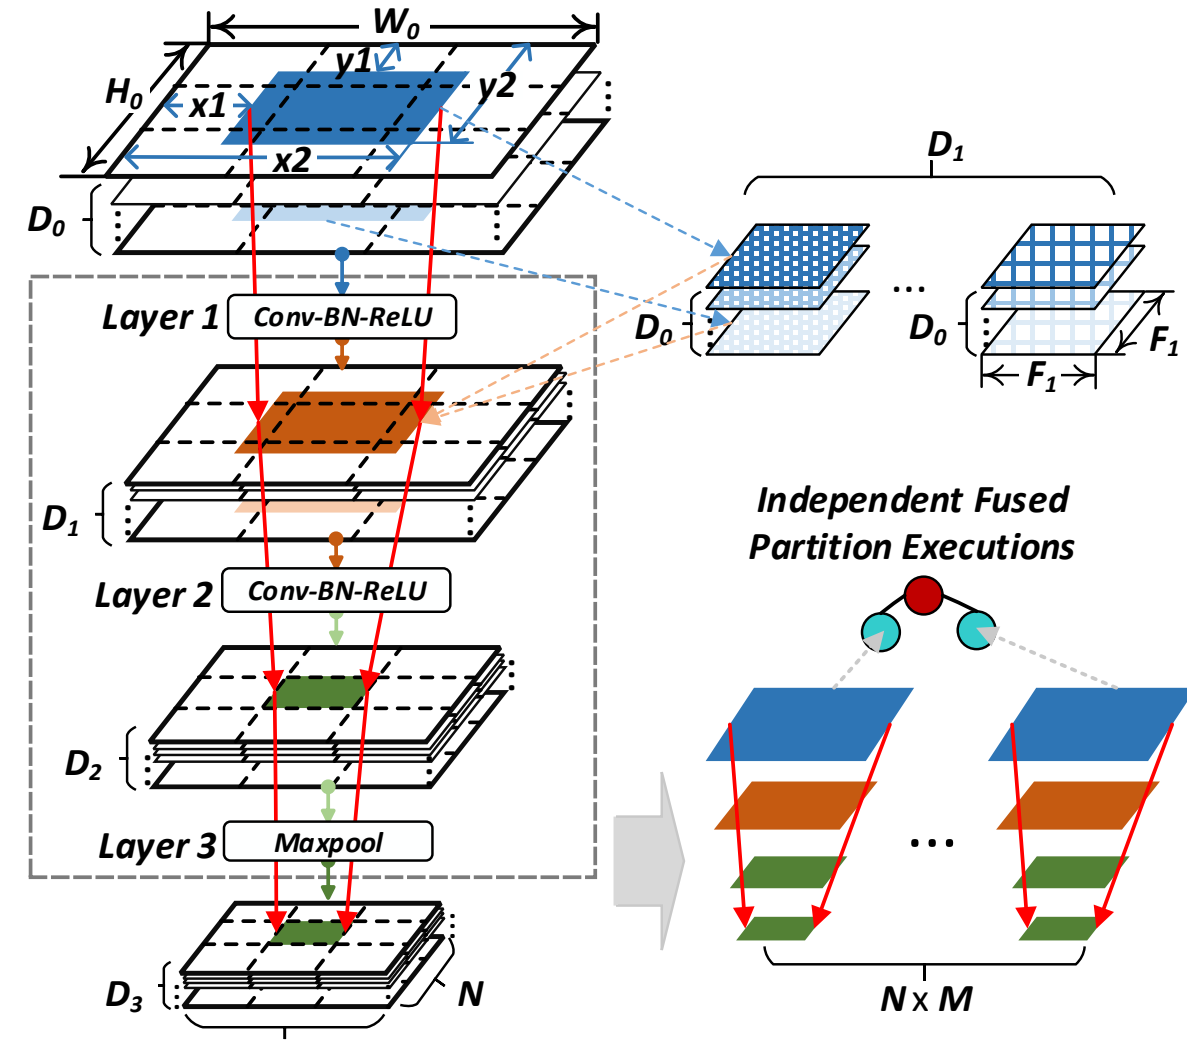 W0
H0
y1
y2
x1
x2
D0
D1
D0
...
D0
F1
F1
Layer 1
Conv-BN-ReLU
D1
Layer 2
Conv-BN-ReLU
Independent Fused
Partition Executions
D2
Layer 3
Maxpool
...
D3
N
N x M